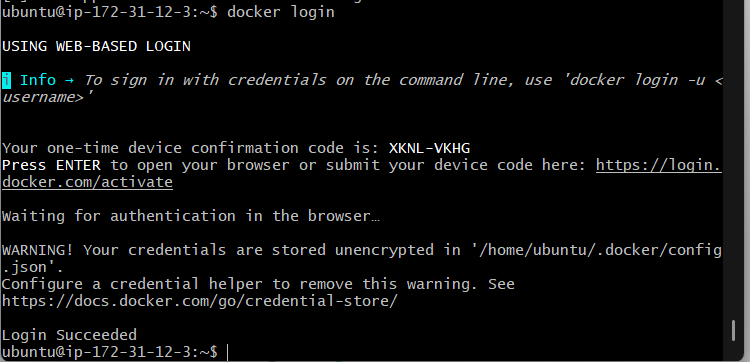 ubuntu@ip-172-31-12-3:~$ docker login
USING WEB-BASED LOGIN
i Info → To sign in with credentials on the command line, use 'docker login -u <
username>'
Your one-time device confirmation code is: XKNL-VKHG
Press ENTER to open your browser or submit your device code here: https://login.
docker.com/activate
Waiting for authentication in the browser…
WARNING! Your credentials are stored unencrypted in '/home/ubuntu/.docker/config
.json'.
Configure a credential helper to remove this warning. See
https://docs.docker.com/go/credential-store/
Login Succeeded
ubuntu@ip-172-31-12-3:~$